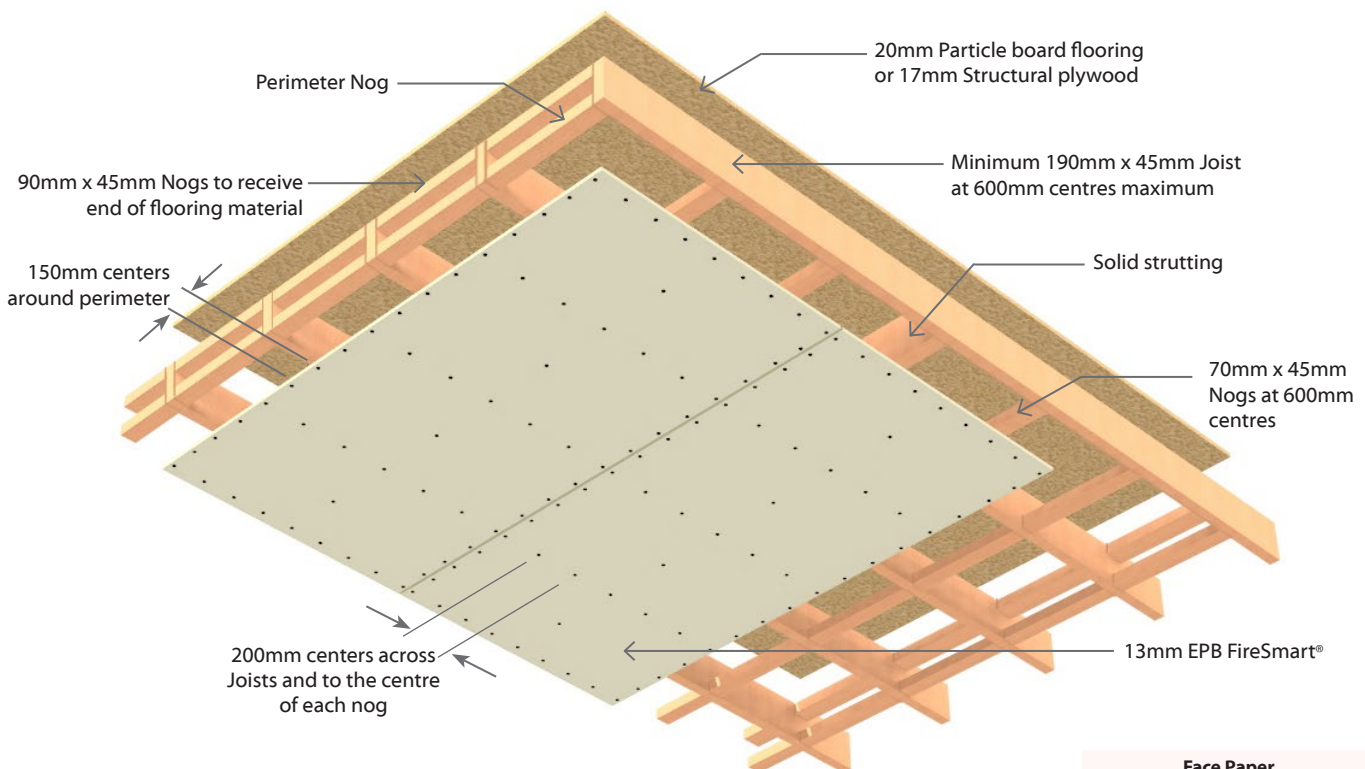 20mm Particle board flooring
or 17mm Structural plywood
Perimeter Nog
Minimum 190mm x 45mm Joist
at 600mm centres maximum
90mm x 45mm Nogs to receive
end of flooring material
Solid strutting
150mm centers
around perimeter
70mm x 45mm
Nogs at 600mm
centres
200mm centers across
Joists and to the centre
of each nog
13mm EPB FireSmart®
Face Paper